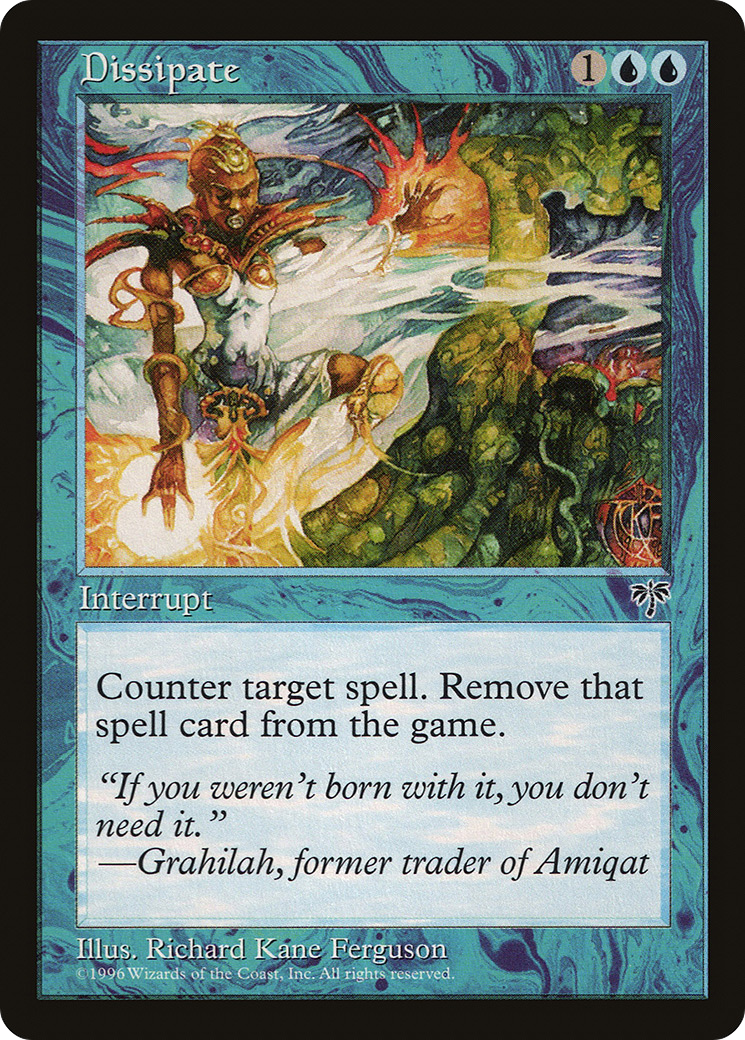 Dissipate 1
Interrupt
Counter target spell. Remove that
spell card from the game.
“If you weren’t born with it, you don’t
need it.”
—Grahilah, former trader of Amiqat
Illus. Richard Kane Ferguson
©1996 Wizards of the Coast, Inc. All rights reserved.